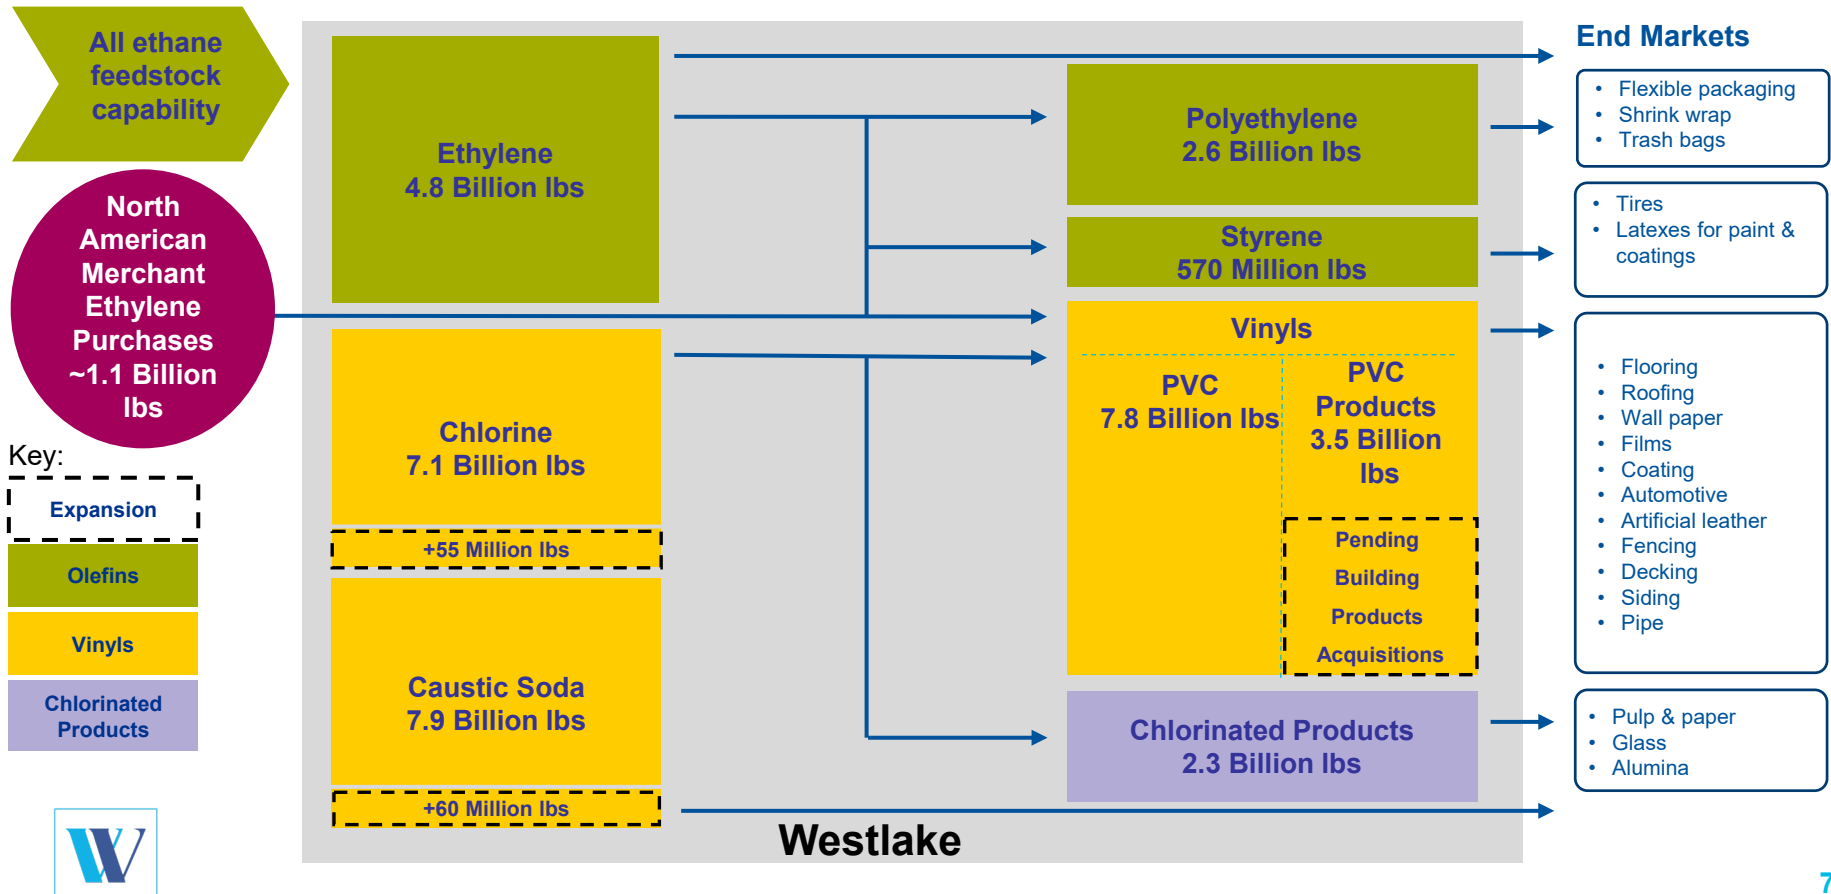 All ethane
feedstock
capability
North
American
Merchant
Ethylene
Purchases
~1.1 Billion
lbs
Key:
Expansion
Olefins
Vinyls
Chlorinated
Products
Ethylene
4.8 Billion lbs
Chlorine
7.1 Billion lbs
+55 Million lbs
Caustic Soda
7.9 Billion lbs
+60 Million lbs
Polyethylene
2.6 Billion lbs
Styrene
570 Million lbs
Vinyls
PVC
7.8 Billion lbs
PVC
Products
3.5 Billion
lbs
Pending
Building
Products
Acquisitions
Chlorinated Products
2.3 Billion lbs
Westlake
End Markets
• Flexible packaging
• Shrink wrap
• Trash bags
• Tires
• Latexes for paint &
coatings
• Flooring
• Roofing
• Wall paper
• Films
• Coating
• Automotive
• Artificial leather
• Fencing
• Decking
• Siding
• Pipe
• Pulp & paper
• Glass
• Alumina
7